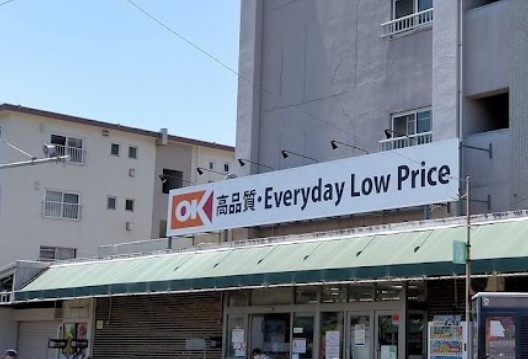 OK 高品質・Everyday Low Price